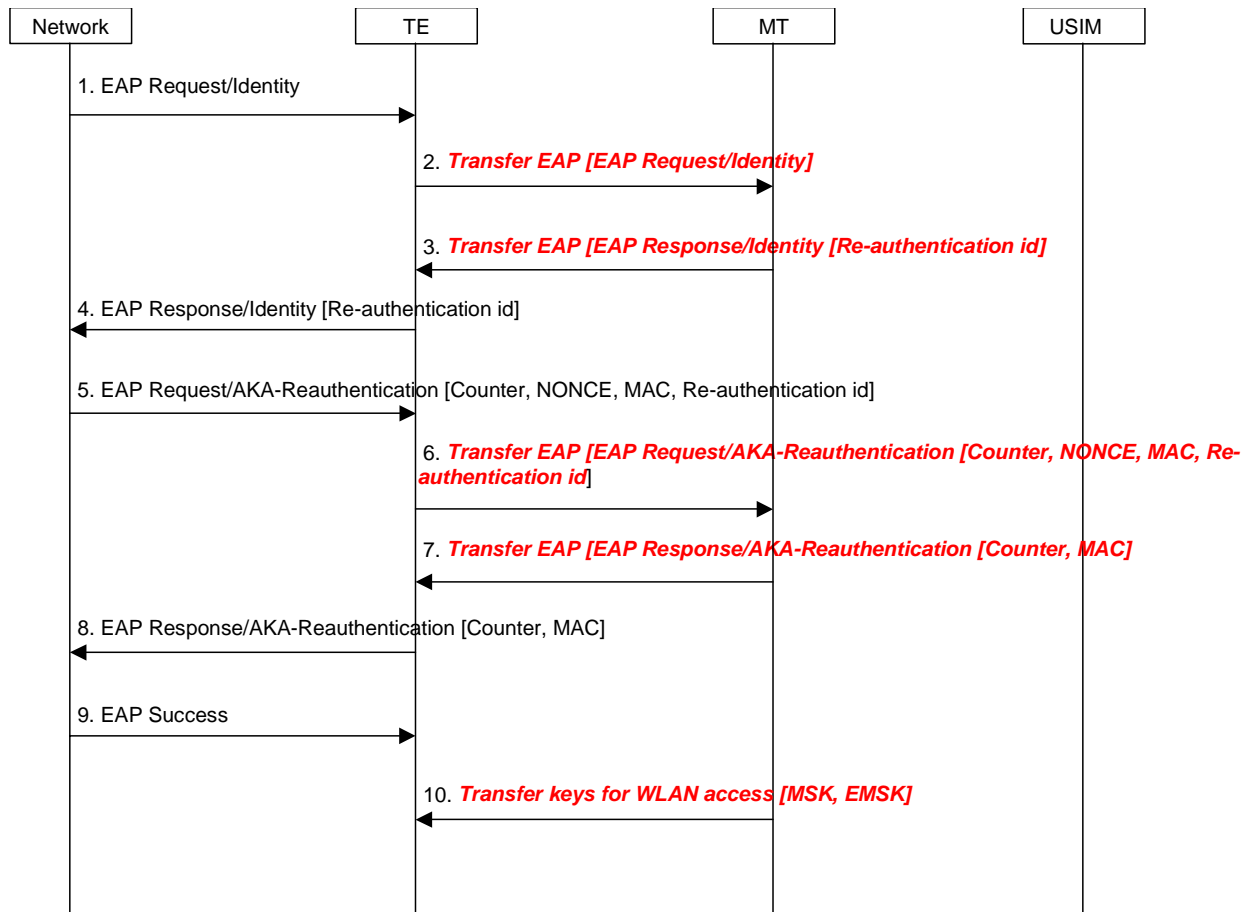 Network TE MT USIM
1. EAP Request/Identity
2. Transfer EAP [EAP Request/Identity]
3. Transfer EAP [EAP Response/Identity [Re-authentication id]
4. EAP Response/Identity [Re-authentication id]
5. EAP Request/AKA-Reauthentication [Counter, NONCE, MAC, Re-authentication id]
6. Transfer EAP [EAP Request/AKA-Reauthentication [Counter, NONCE, MAC, Re-
authentication id]
7. Transfer EAP [EAP Response/AKA-Reauthentication [Counter, MAC]
8. EAP Response/AKA-Reauthentication [Counter, MAC]
9. EAP Success
10. Transfer keys for WLAN access [MSK, EMSK]